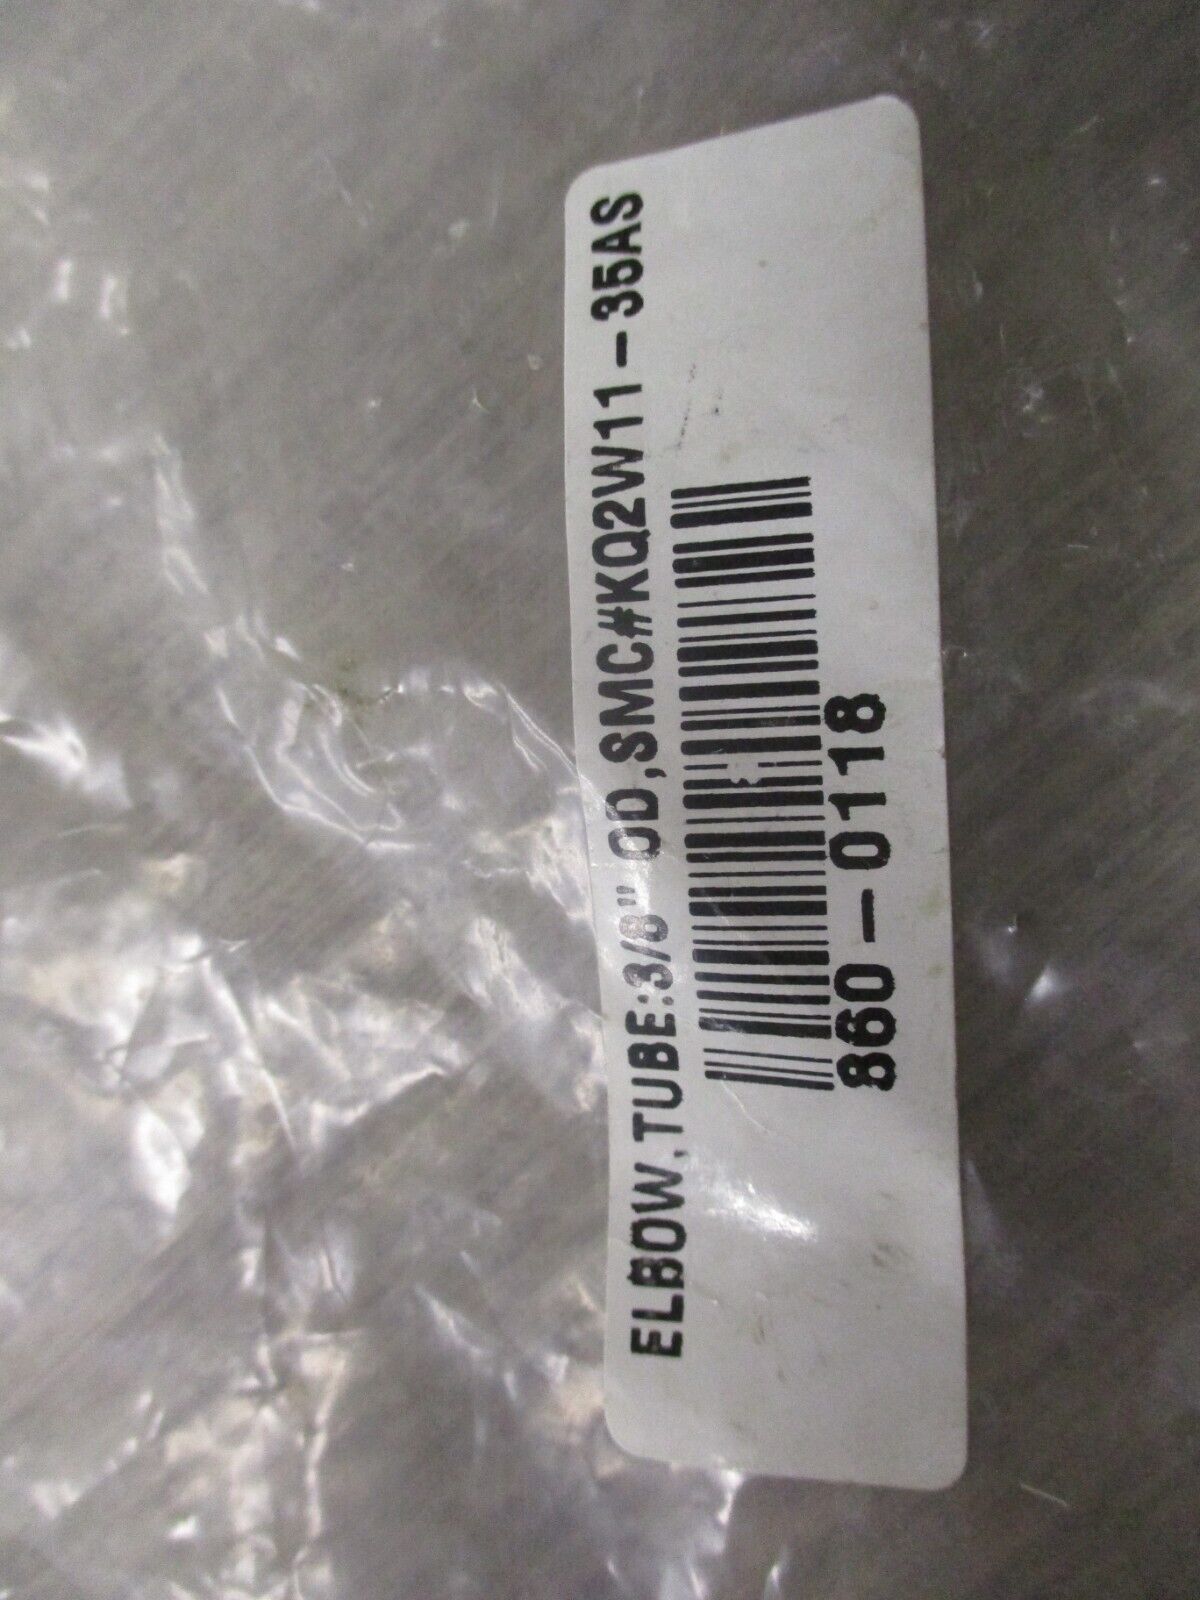 ELBOW,TUBE:3/8" OD,SMC#KQ2W11-35AS
860-0118